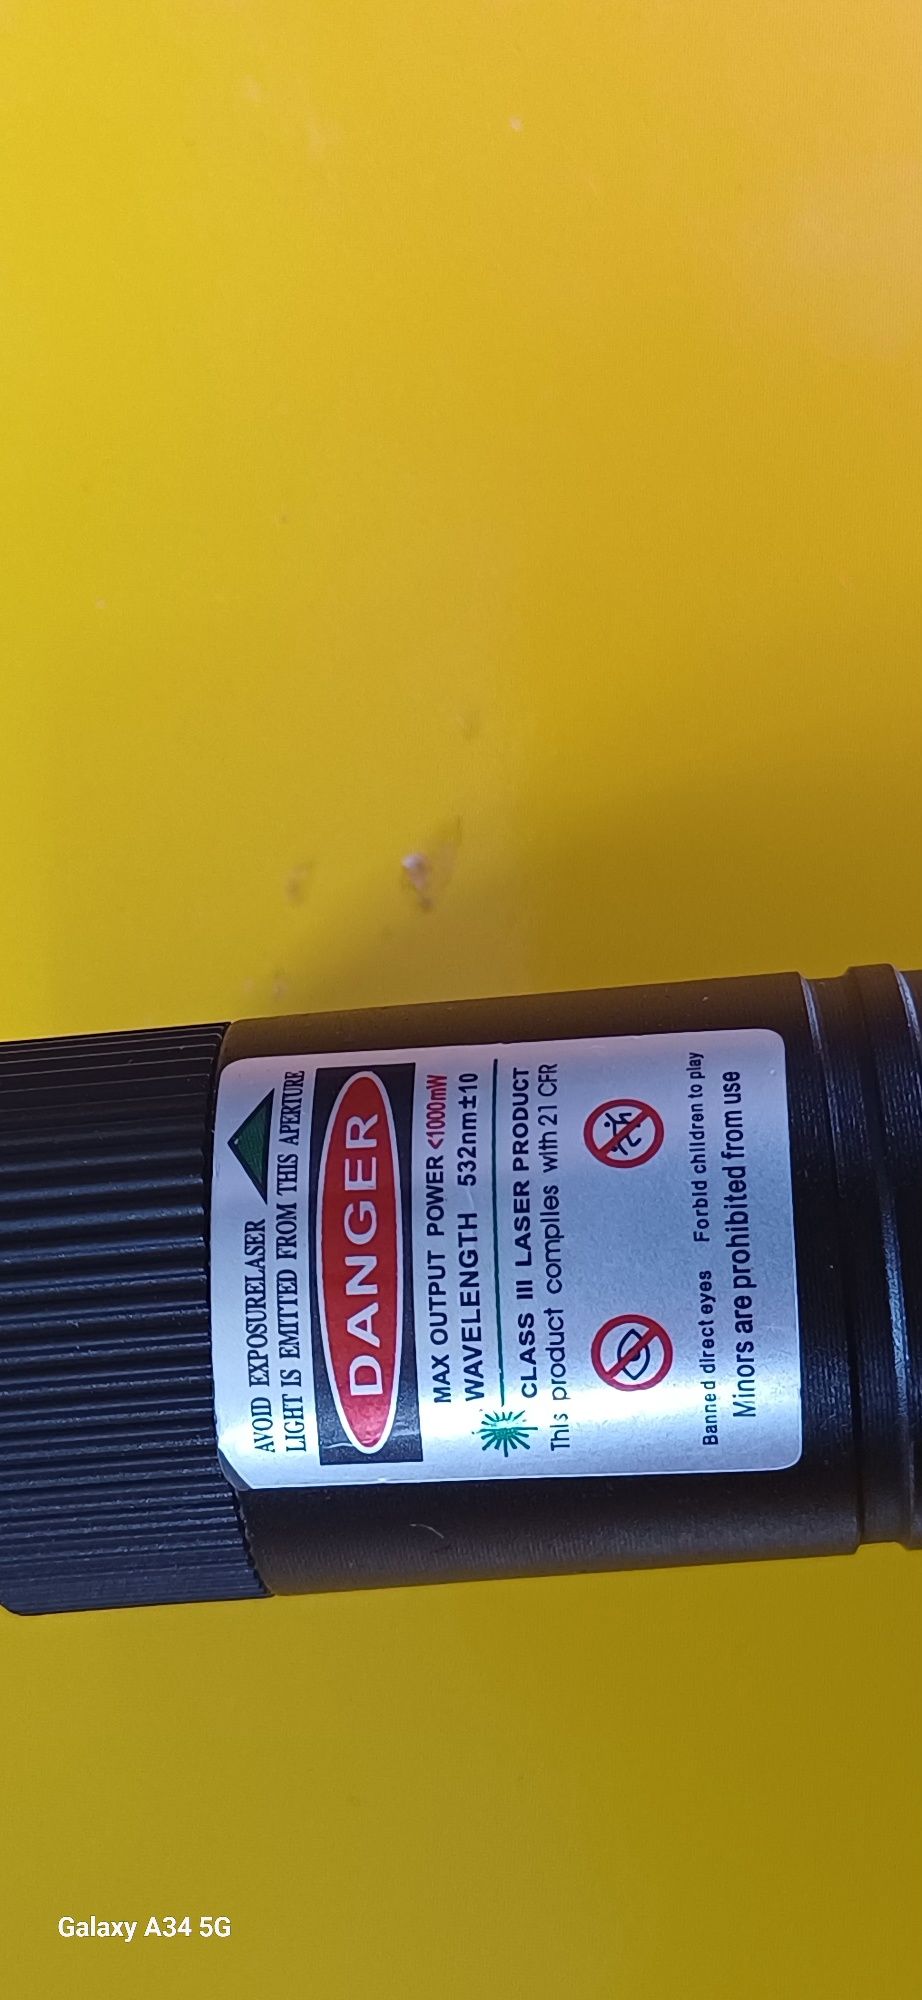 AVOID EXPOSURELASER
LIGHT IS EMITTED FROM THIS APERTURE
DANGER
MAX OUTPUT POWER <1000mW
WAVELENGTH 532nm±10
CLASS III LASER PRODUCT
This product complies with 21 CFR
Banned direct eyes Forbid children to play
Minors are prohibited from use
Galaxy A34 5G